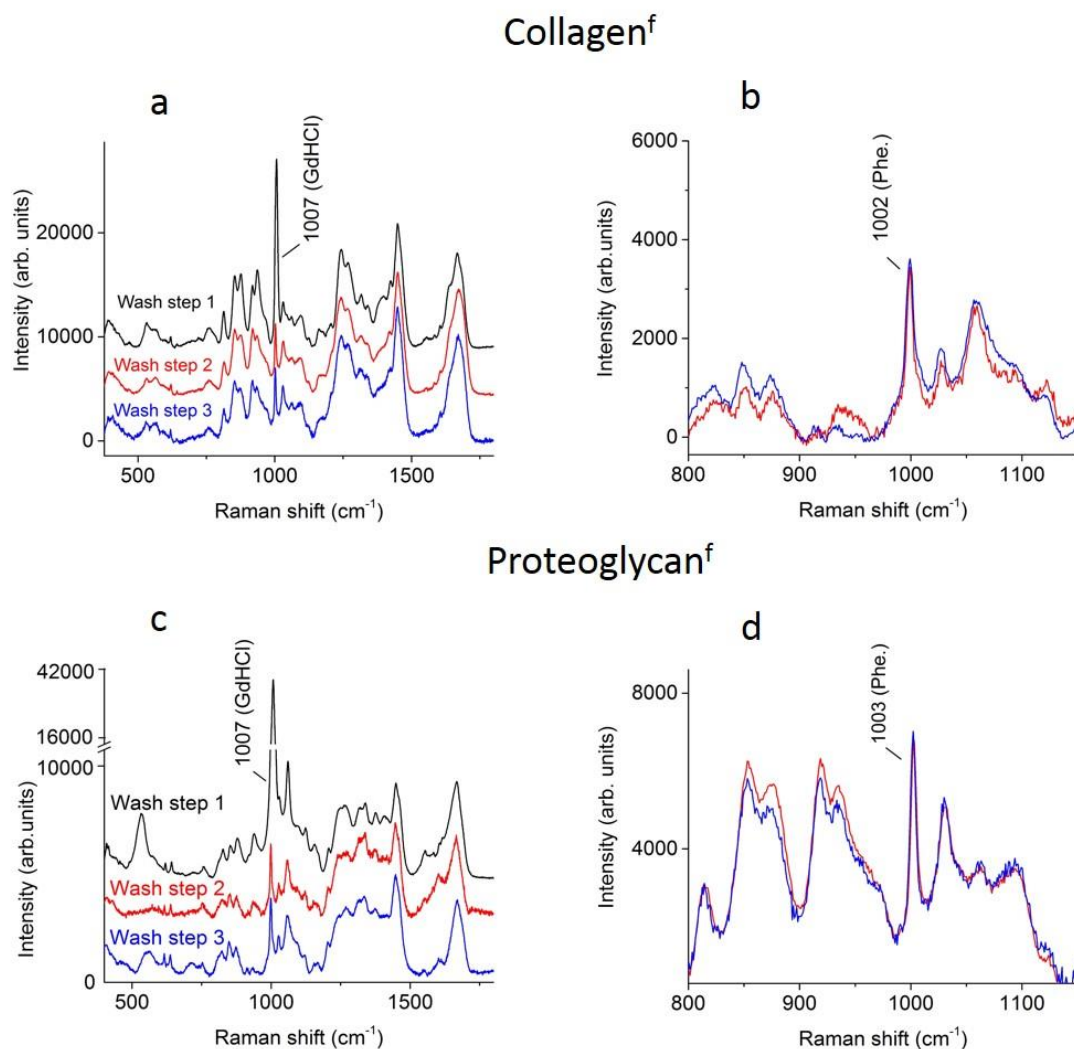 Collagenᶠ
a
Intensity (arb. units)
20000
10000
0
1007 (GdHCl)
Wash step 1
Wash step 2
Wash step 3
500
1000
1500
Raman shift (cm⁻¹)
b
Intensity (arb.units)
6000
4000
2000
0
1002 (Phe.)
800
900
1000
1100
Raman shift (cm⁻¹)
Proteoglycanᶠ
c
Intensity (arb.units)
42000
16000
10000
0
1007 (GdHCl)
Wash step 1
Wash step 2
Wash step 3
500
1000
1500
Raman shift (cm⁻¹)
d
Intensity (arb. units)
8000
4000
1003 (Phe.)
800
900
1000
1100
Raman shift (cm⁻¹)